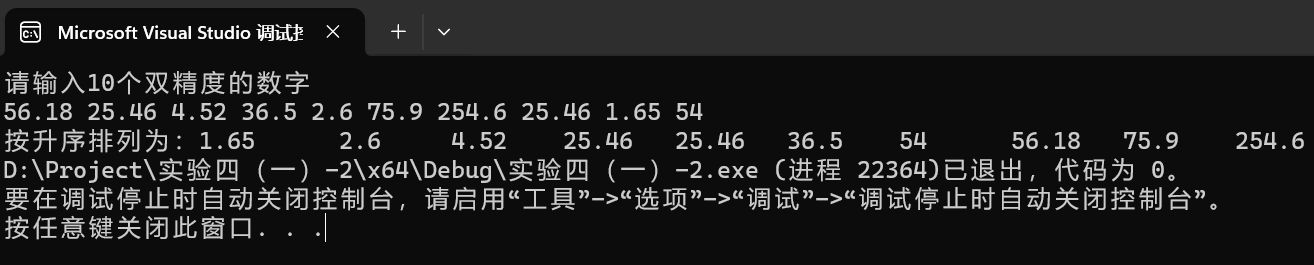 Microsoft Visual Studio 调试
请输入10个双精度的数字
56.18 25.46 4.52 36.5 2.6 75.9 254.6 25.46 1.65 54
按升序排列为：1.65 2.6 4.52 25.46 25.46 36.5 54 56.18 75.9 254.6
D:\Project\实验四（一）-2\x64\Debug\实验四（一）-2.exe (进程 22364)已退出，代码为 0。
要在调试停止时自动关闭控制台，请启用“工具”->“选项”->“调试”->“调试停止时自动关闭控制台”。
按任意键关闭此窗口. . .